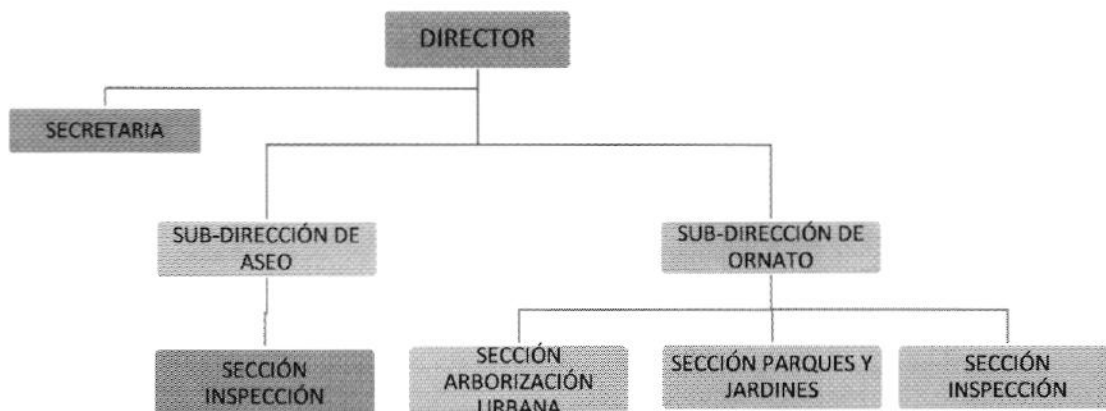 DIRECTOR
SECRETARIA
SUB-DIRECCIÓN DE
ASEO
SUB-DIRECCIÓN DE
ORNATO
SECCIÓN
INSPECCIÓN
SECCIÓN
ARBORIZACIÓN
URBANA
SECCIÓN PARQUES Y
JARDINES
SECCIÓN
INSPECCIÓN